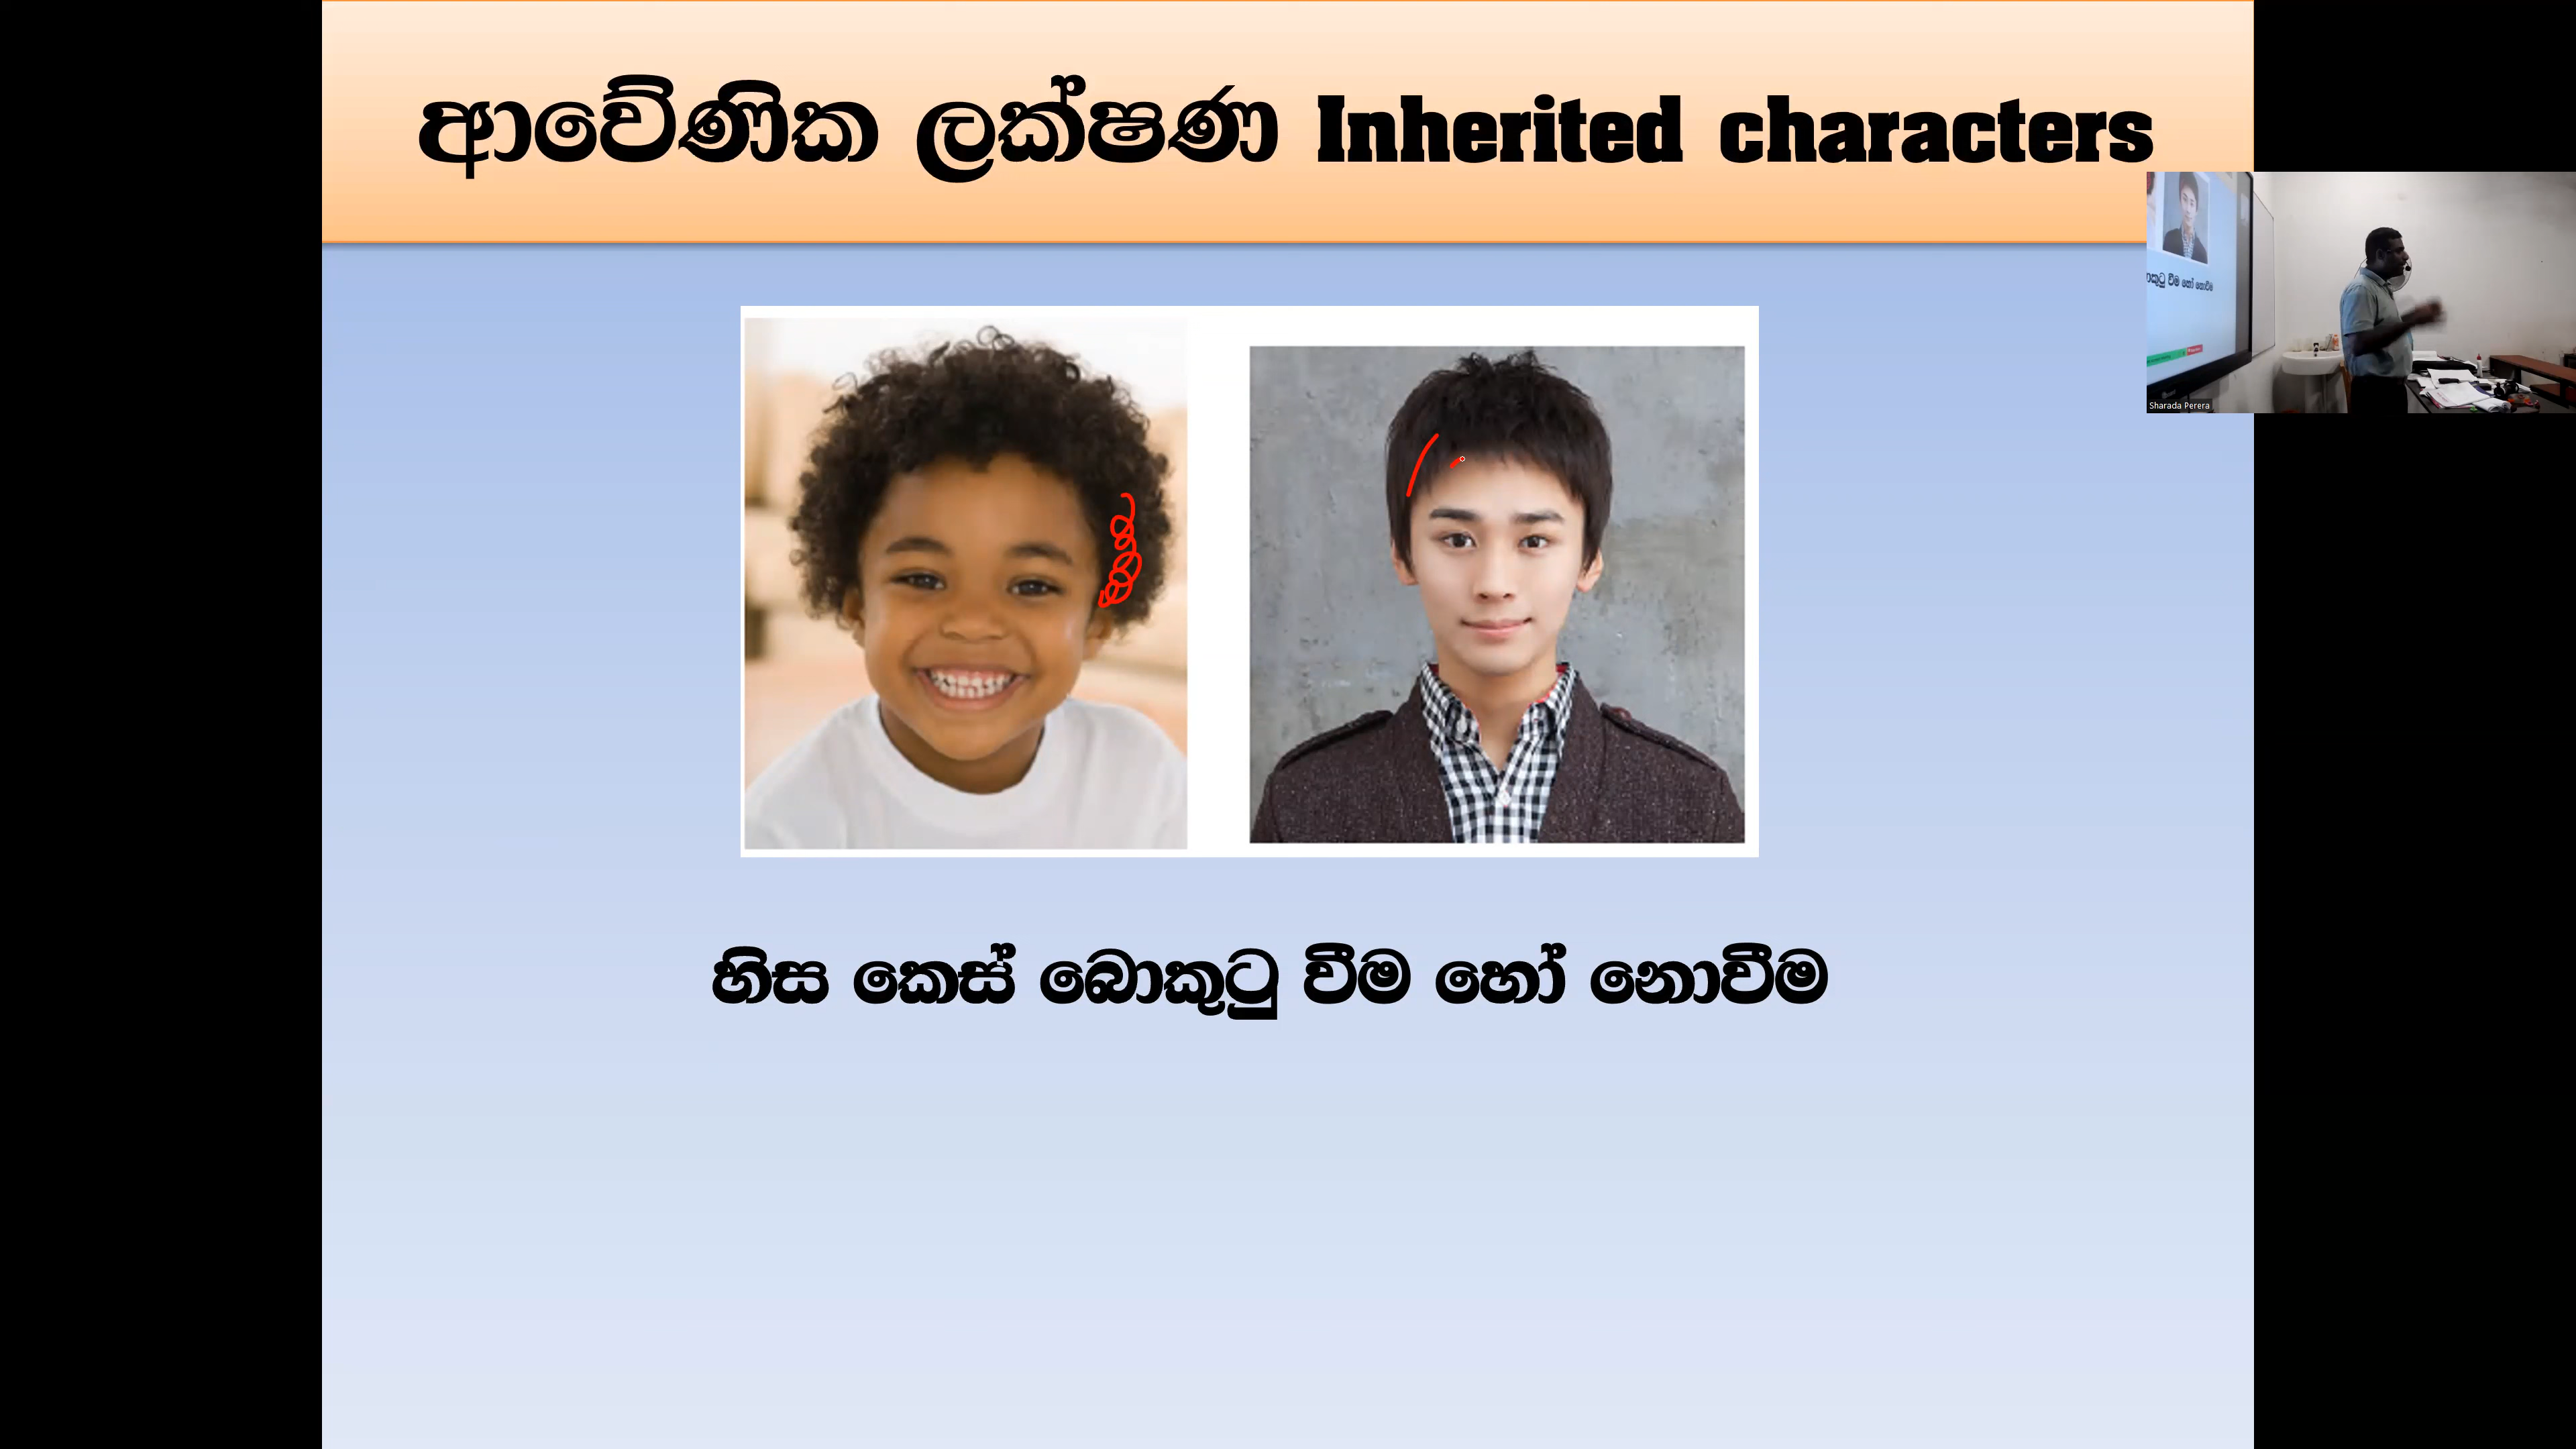 ආවේණික ලක්ෂණ Inherited characters
වීම හෝ නොවීම
Sharada Perera
හිස කෙස් බොකුටු වීම හෝ නොවීම